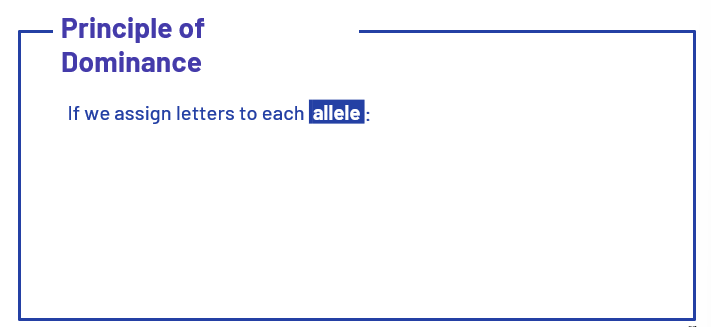 Principle of
Dominance
If we assign letters to each allele: